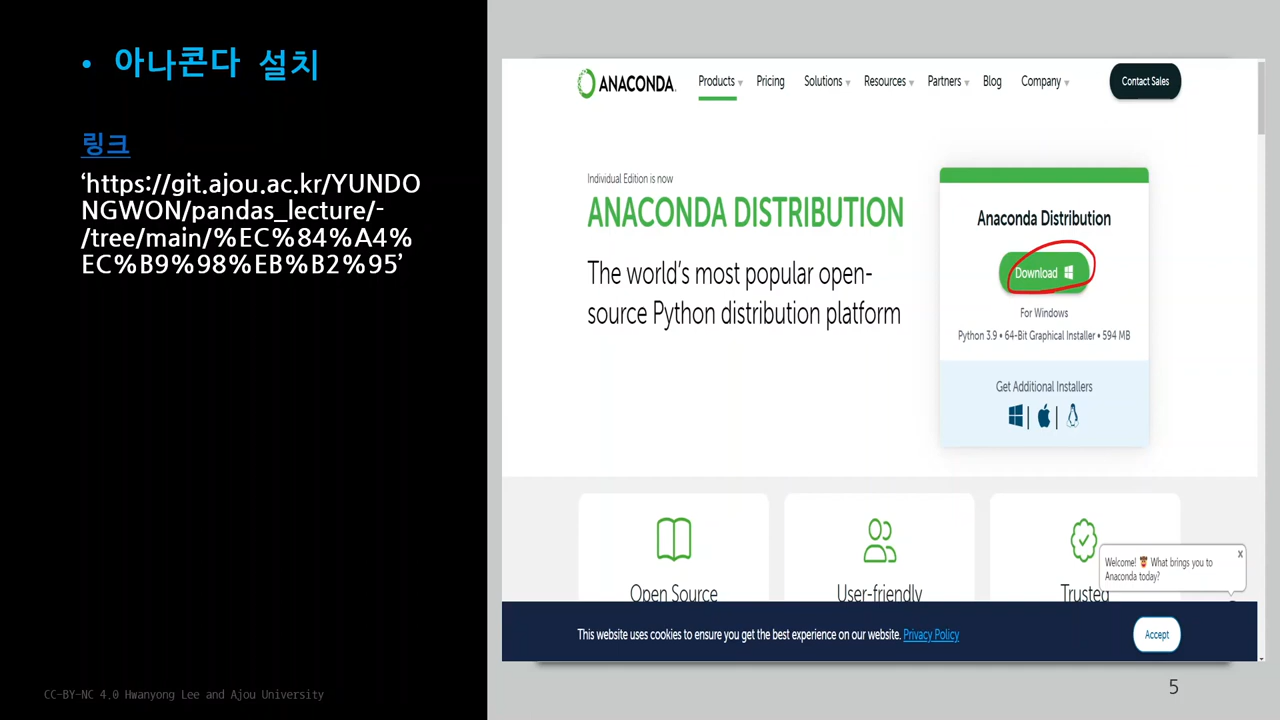 • 아나콘다 설치
링크
‘https://git.ajou.ac.kr/YUNDO
NGWON/pandas_lecture/-
/tree/main/%EC%84%A4%
EC%B9%98%EB%B2%95’
CC-BY-NC 4.0 Hwanyong Lee and Ajou University
ANACONDA.
Products Pricing Solutions Resources Partners Blog Company Contact Sales
Individual Edition is now
ANACONDA DISTRIBUTION
The world's most popular open-
source Python distribution platform
Anaconda Distribution
Download
For Windows
Python 3.9 • 64-Bit Graphical Installer • 594 MB
Get Additional Installers
Open Source
User-friendly
Trusted
Welcome! What brings you to
Anaconda today?
x
This website uses cookies to ensure you get the best experience on our website. Privacy Policy
Accept
5